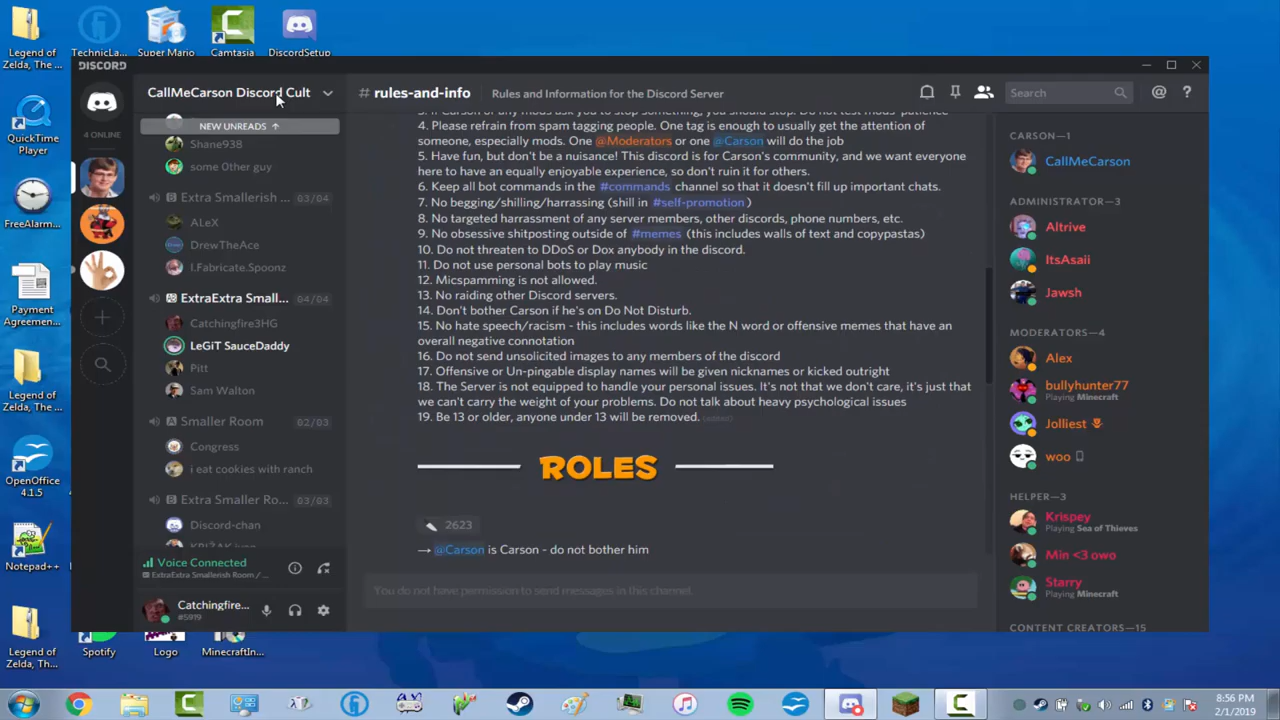 Legend of
Zelda, The ...
TechnicLa...
Super Mario
Camtasia
DiscordSetup
QuickTime
Player
FreeAlarm...
Payment
Agreemen...
Legend of
Zelda, The ...
OpenOffice
4.1.5
Notepad++
Legend of
Zelda, Th...
Spotify
Logo
MinecraftIn...
DISCORD
4 ONLINE
CallMeCarson Discord Cult
NEW UNREADS ↑
Shane938
some Other guy
Extra Smallerish ... 03/04
ALeX
DrewTheAce
I.Fabricate.Spoonz
ExtraExtra Small... 04/04
Catchingfire3HG
LeGiT SauceDaddy
Pitt
Sam Walton
Smaller Room 02/03
Congress
i eat cookies with ranch
Extra Smaller Ro... 03/03
Discord-chan
Voice Connected
ExtraExtra Smallerish Room / ...
Catchingfire...
#5919
# rules-and-info Rules and Information for the Discord Server
Search
4. Please refrain from spam tagging people. One tag is enough to usually get the attention of
someone, especially mods. One @Moderators or one @Carson will do the job
5. Have fun, but don't be a nuisance! This discord is for Carson's community, and we want everyone
here to have an equally enjoyable experience, so don't ruin it for others.
6. Keep all bot commands in the #commands channel so that it doesn't fill up important chats.
7. No begging/shilling/harrassing (shill in #self-promotion)
8. No targeted harrassment of any server members, other discords, phone numbers, etc.
9. No obsessive shitposting outside of #memes (this includes walls of text and copypastas)
10. Do not threaten to DDoS or Dox anybody in the discord.
11. Do not use personal bots to play music
12. Micspamming is not allowed.
13. No raiding other Discord servers.
14. Don't bother Carson if he's on Do Not Disturb.
15. No hate speech/racism - this includes words like the N word or offensive memes that have an
overall negative connotation
16. Do not send unsolicited images to any members of the discord
17. Offensive or Un-pingable display names will be given nicknames or kicked outright
18. The Server is not equipped to handle your personal issues. It's not that we don't care, it's just that
we can't carry the weight of your problems. Do not talk about heavy psychological issues
19. Be 13 or older, anyone under 13 will be removed. (edited)
ROLES
2623
→ @Carson is Carson - do not bother him
You do not have permission to send messages in this channel.
CARSON—1
CallMeCarson
ADMINISTRATOR—3
Altrive
ItsAsaii
Jawsh
MODERATORS—4
Alex
bullyhunter77
Playing Minecraft
Jolliest
woo
HELPER—3
Krispey
Playing Sea of Thieves
Min <3 owo
Starry
Playing Minecraft
CONTENT CREATORS—15
8:56 PM
2/1/2019